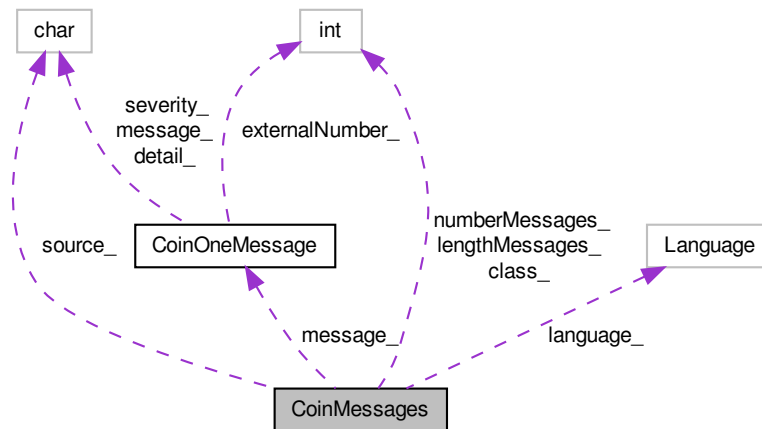 char
int
severity_
message_
detail_
externalNumber_
source_
CoinOneMessage
numberMessages_
lengthMessages_
class_
Language
message_
language_
CoinMessages